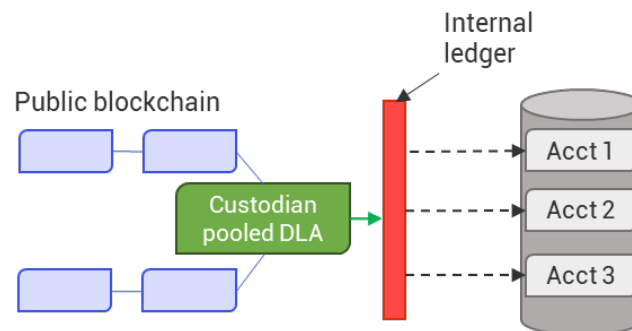 Internal
ledger
Public blockchain
Custodian
pooled DLA
Acct 1
Acct 2
Acct 3